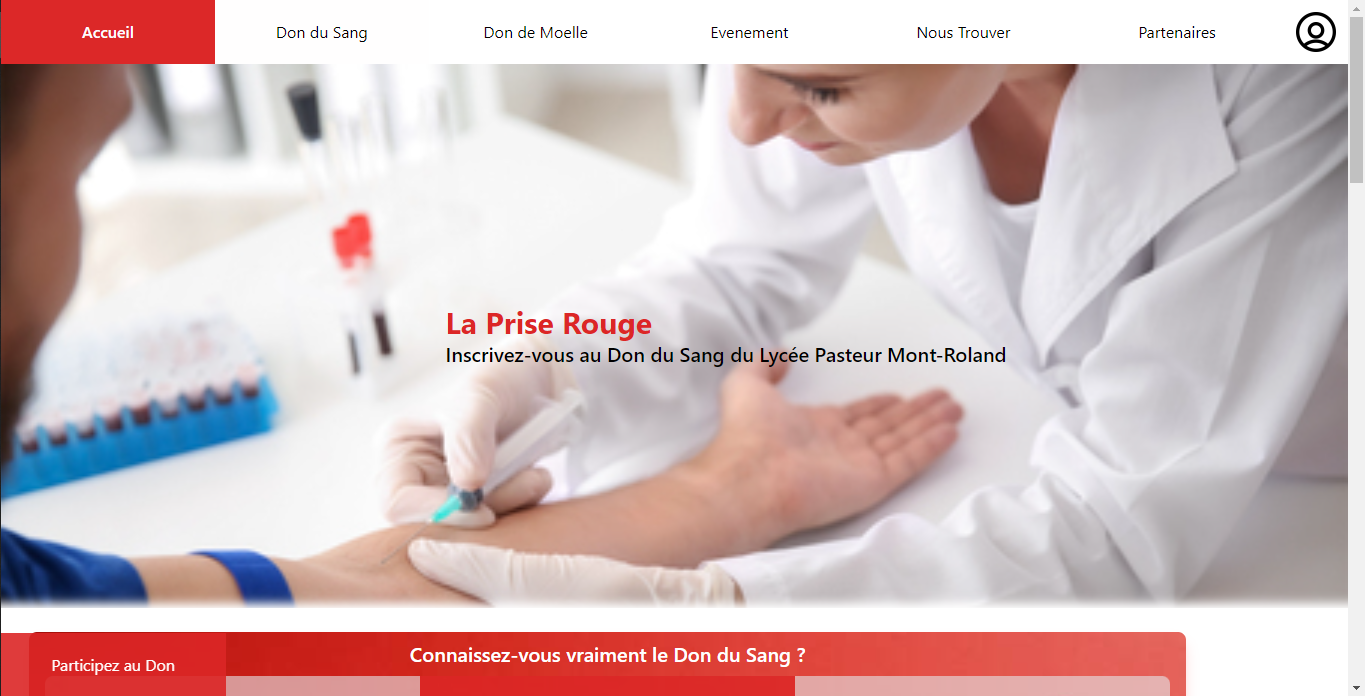 Accueil
Don du Sang
Don de Moelle
Evenement
Nous Trouver
Partenaires
La Prise Rouge
Inscrivez-vous au Don du Sang du Lycée Pasteur Mont-Roland
Connaissez-vous vraiment le Don du Sang ?
Participez au Don